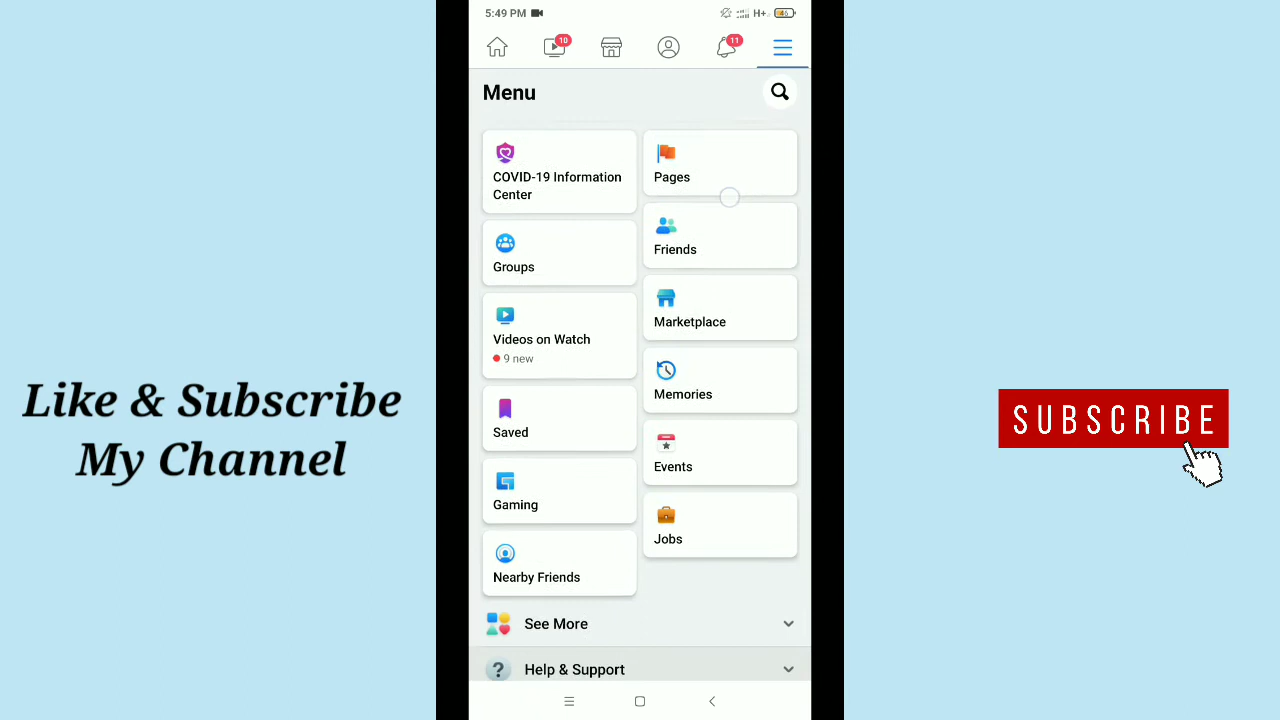 5:49 PM
H+
46
10
11
Menu
COVID-19 Information
Center
Groups
Videos on Watch
9 new
Saved
Gaming
Nearby Friends
Pages
Friends
Marketplace
Memories
Events
Jobs
See More
? Help & Support
Like & Subscribe
My Channel
SUBSCRIBE